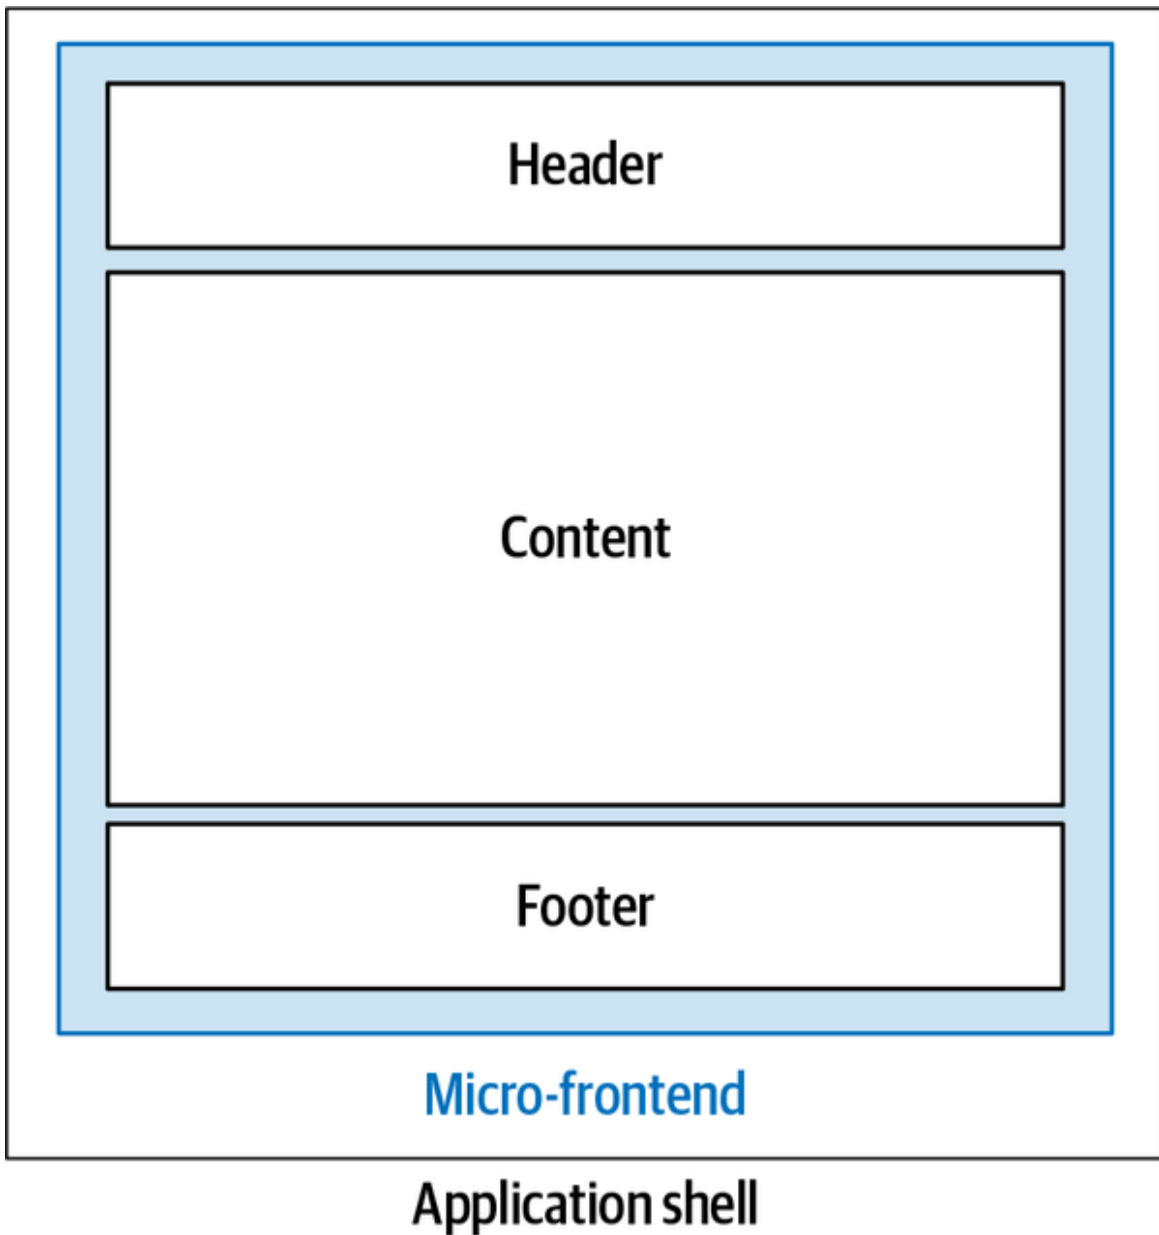 Header
Content
Footer
Micro-frontend
Application shell